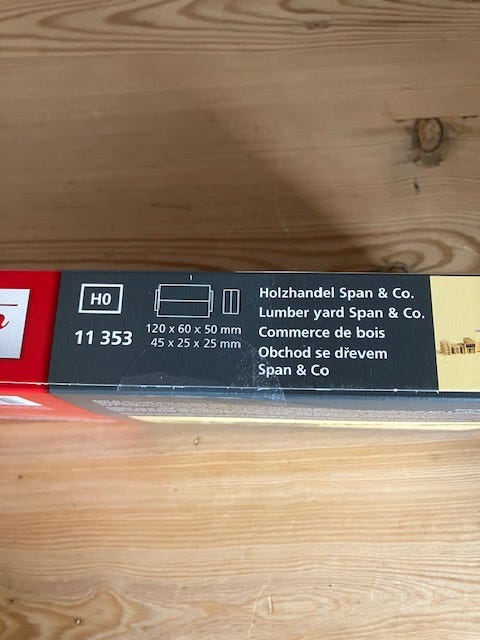 H0
11 353
120 x 60 x 50 mm
45 x 25 x 25 mm
Holzhandel Span & Co.
Lumber yard Span & Co.
Commerce de bois
Obchod se dřevem
Span & Co